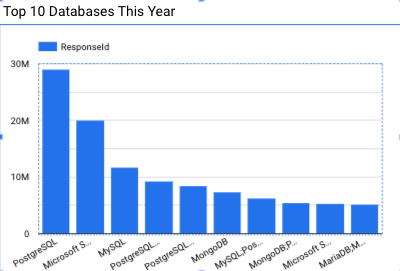 Top 10 Databases This Year
ResponseId
30M
20M
10M
0
PostgreSQL
Microsoft S...
MySQL
PostgreSQL...
PostgreSQL...
MongoDB
MySQL;Pos...
MongoDB;P...
Microsoft S...
MariaDB;M...